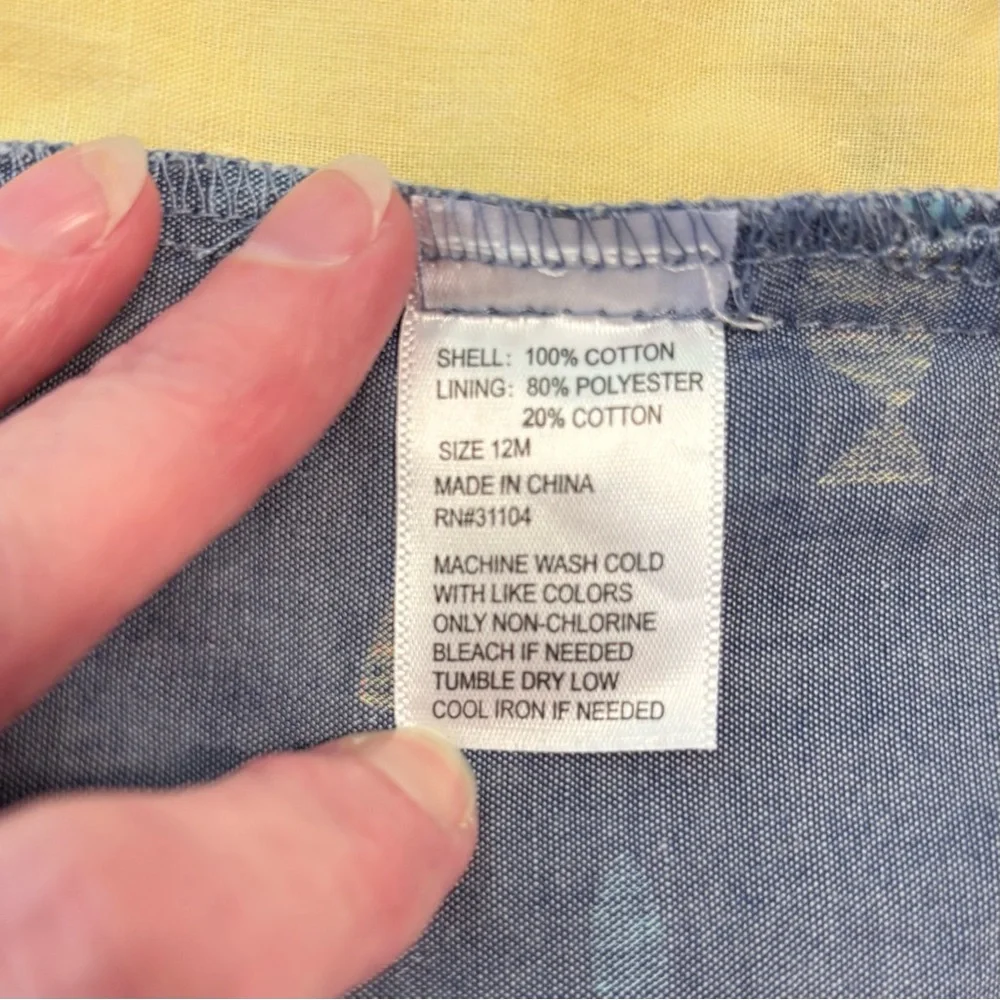 SHELL: 100% COTTON
LINING: 80% POLYESTER
20% COTTON
SIZE 12M
MADE IN CHINA
RN#31104
MACHINE WASH COLD
WITH LIKE COLORS
ONLY NON-CHLORINE
BLEACH IF NEEDED
TUMBLE DRY LOW
COOL IRON IF NEEDED